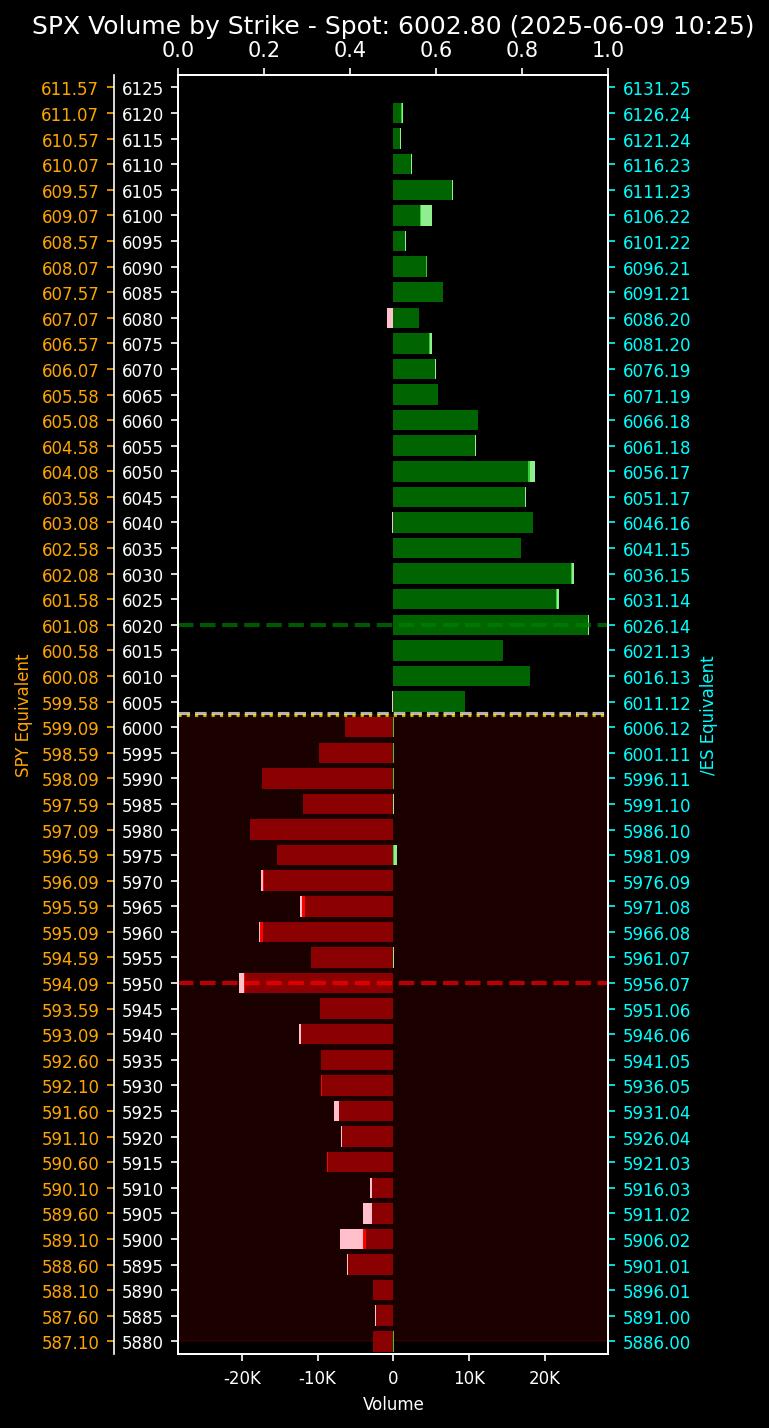 SPX Volume by Strike - Spot: 6002.80 (2025-06-09 10:25)
0.0 0.2 0.4 0.6 0.8 1.0
611.57 6125 6131.25
611.07 6120 6126.24
610.57 6115 6121.24
610.07 6110 6116.23
609.57 6105 6111.23
609.07 6100 6106.22
608.57 6095 6101.22
608.07 6090 6096.21
607.57 6085 6091.21
607.07 6080 6086.20
606.57 6075 6081.20
606.07 6070 6076.19
605.58 6065 6071.19
605.08 6060 6066.18
604.58 6055 6061.18
604.08 6050 6056.17
603.58 6045 6051.17
603.08 6040 6046.16
602.58 6035 6041.15
602.08 6030 6036.15
601.58 6025 6031.14
601.08 6020 6026.14
600.58 6015 6021.13
600.08 6010 6016.13
599.58 6005 6011.12
599.09 6000 6006.12
598.59 5995 6001.11
598.09 5990 5996.11
597.59 5985 5991.10
597.09 5980 5986.10
596.59 5975 5981.09
596.09 5970 5976.09
595.59 5965 5971.08
595.09 5960 5966.08
594.59 5955 5961.07
594.09 5950 5956.07
593.59 5945 5951.06
593.09 5940 5946.06
592.60 5935 5941.05
592.10 5930 5936.05
591.60 5925 5931.04
591.10 5920 5926.04
590.60 5915 5921.03
590.10 5910 5916.03
589.60 5905 5911.02
589.10 5900 5906.02
588.60 5895 5901.01
588.10 5890 5896.01
587.60 5885 5891.00
587.10 5880 5886.00
SPY Equivalent
/ES Equivalent
-20K -10K 0 10K 20K
Volume